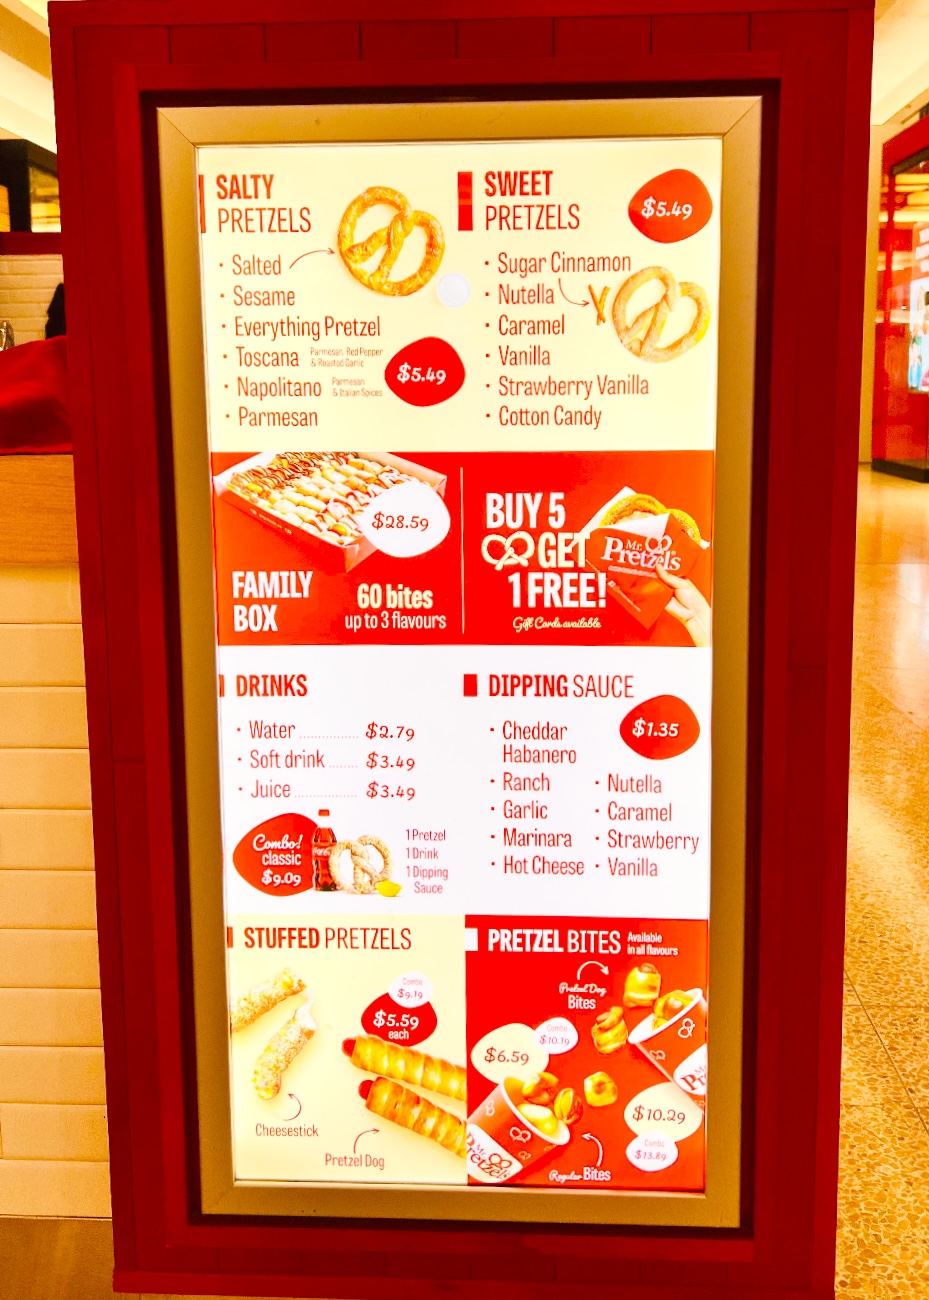 SALTY
PRETZELS
· Salted
· Sesame
· Everything Pretzel
· Toscana Parmesan, Red Pepper
& Roasted Garlic
· Napolitano Parmesan
& Italian Spices
· Parmesan
$5.49
SWEET
PRETZELS
$5.49
· Sugar Cinnamon
· Nutella
· Caramel
· Vanilla
· Strawberry Vanilla
· Cotton Candy
$28.59
FAMILY
BOX
60 bites
up to 3 flavours
BUY 5
GET
1 FREE!
Gift Cards available
Mr.
Pretzels
DRINKS
· Water .............. $2.79
· Soft drink ....... $3.49
· Juice .............. $3.49
Combo!
classic
$9.09
1 Pretzel
1 Drink
1 Dipping
Sauce
DIPPING SAUCE
$1.35
· Cheddar
Habanero
· Ranch
· Garlic
· Marinara
· Hot Cheese
· Nutella
· Caramel
· Strawberry
· Vanilla
STUFFED PRETZELS
Combo
$9.19
$5.59
each
Cheesestick
Pretzel Dog
PRETZEL BITES Available
in all flavours
Pretzel Dog
Bites
Combo
$10.19
$6.59
$10.29
Combo
$13.89
Mr.
Pretzels
Regular Bites